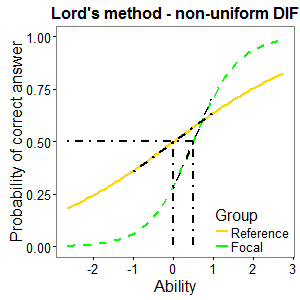 Lord's method - non-uniform DIF
Probability of correct answer
1.00
0.75
0.50
0.25
0.00
-2 -1 0 1 2 3
Ability
Group
Reference
Focal